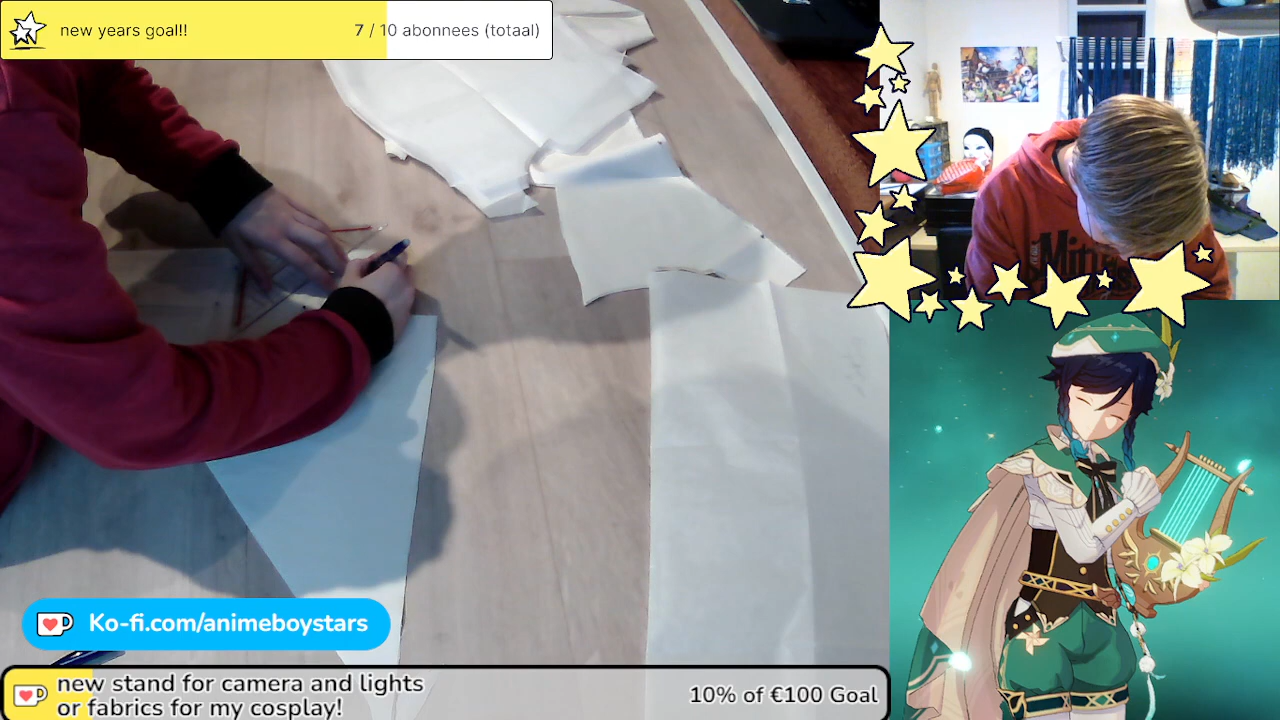 new years goal!!
7 / 10 abonnees (totaal)
Ko-fi.com/animeboystars
new stand for camera and lights
or fabrics for my cosplay!
10% of €100 Goal